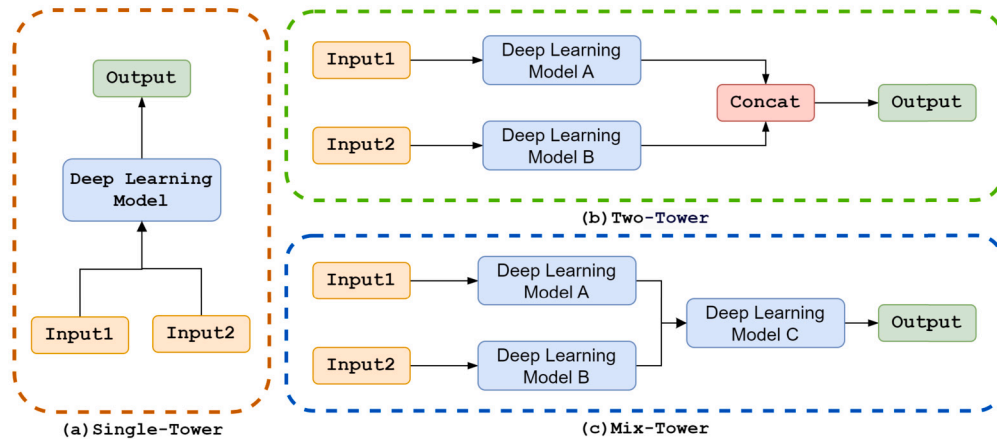 Output
Deep Learning
Model
Input1
Input2
(a)Single-Tower
Input1
Deep Learning
Model A
Concat
Output
Input2
Deep Learning
Model B
(b)Two-Tower
Input1
Deep Learning
Model A
Deep Learning
Model C
Output
Input2
Deep Learning
Model B
(c)Mix-Tower